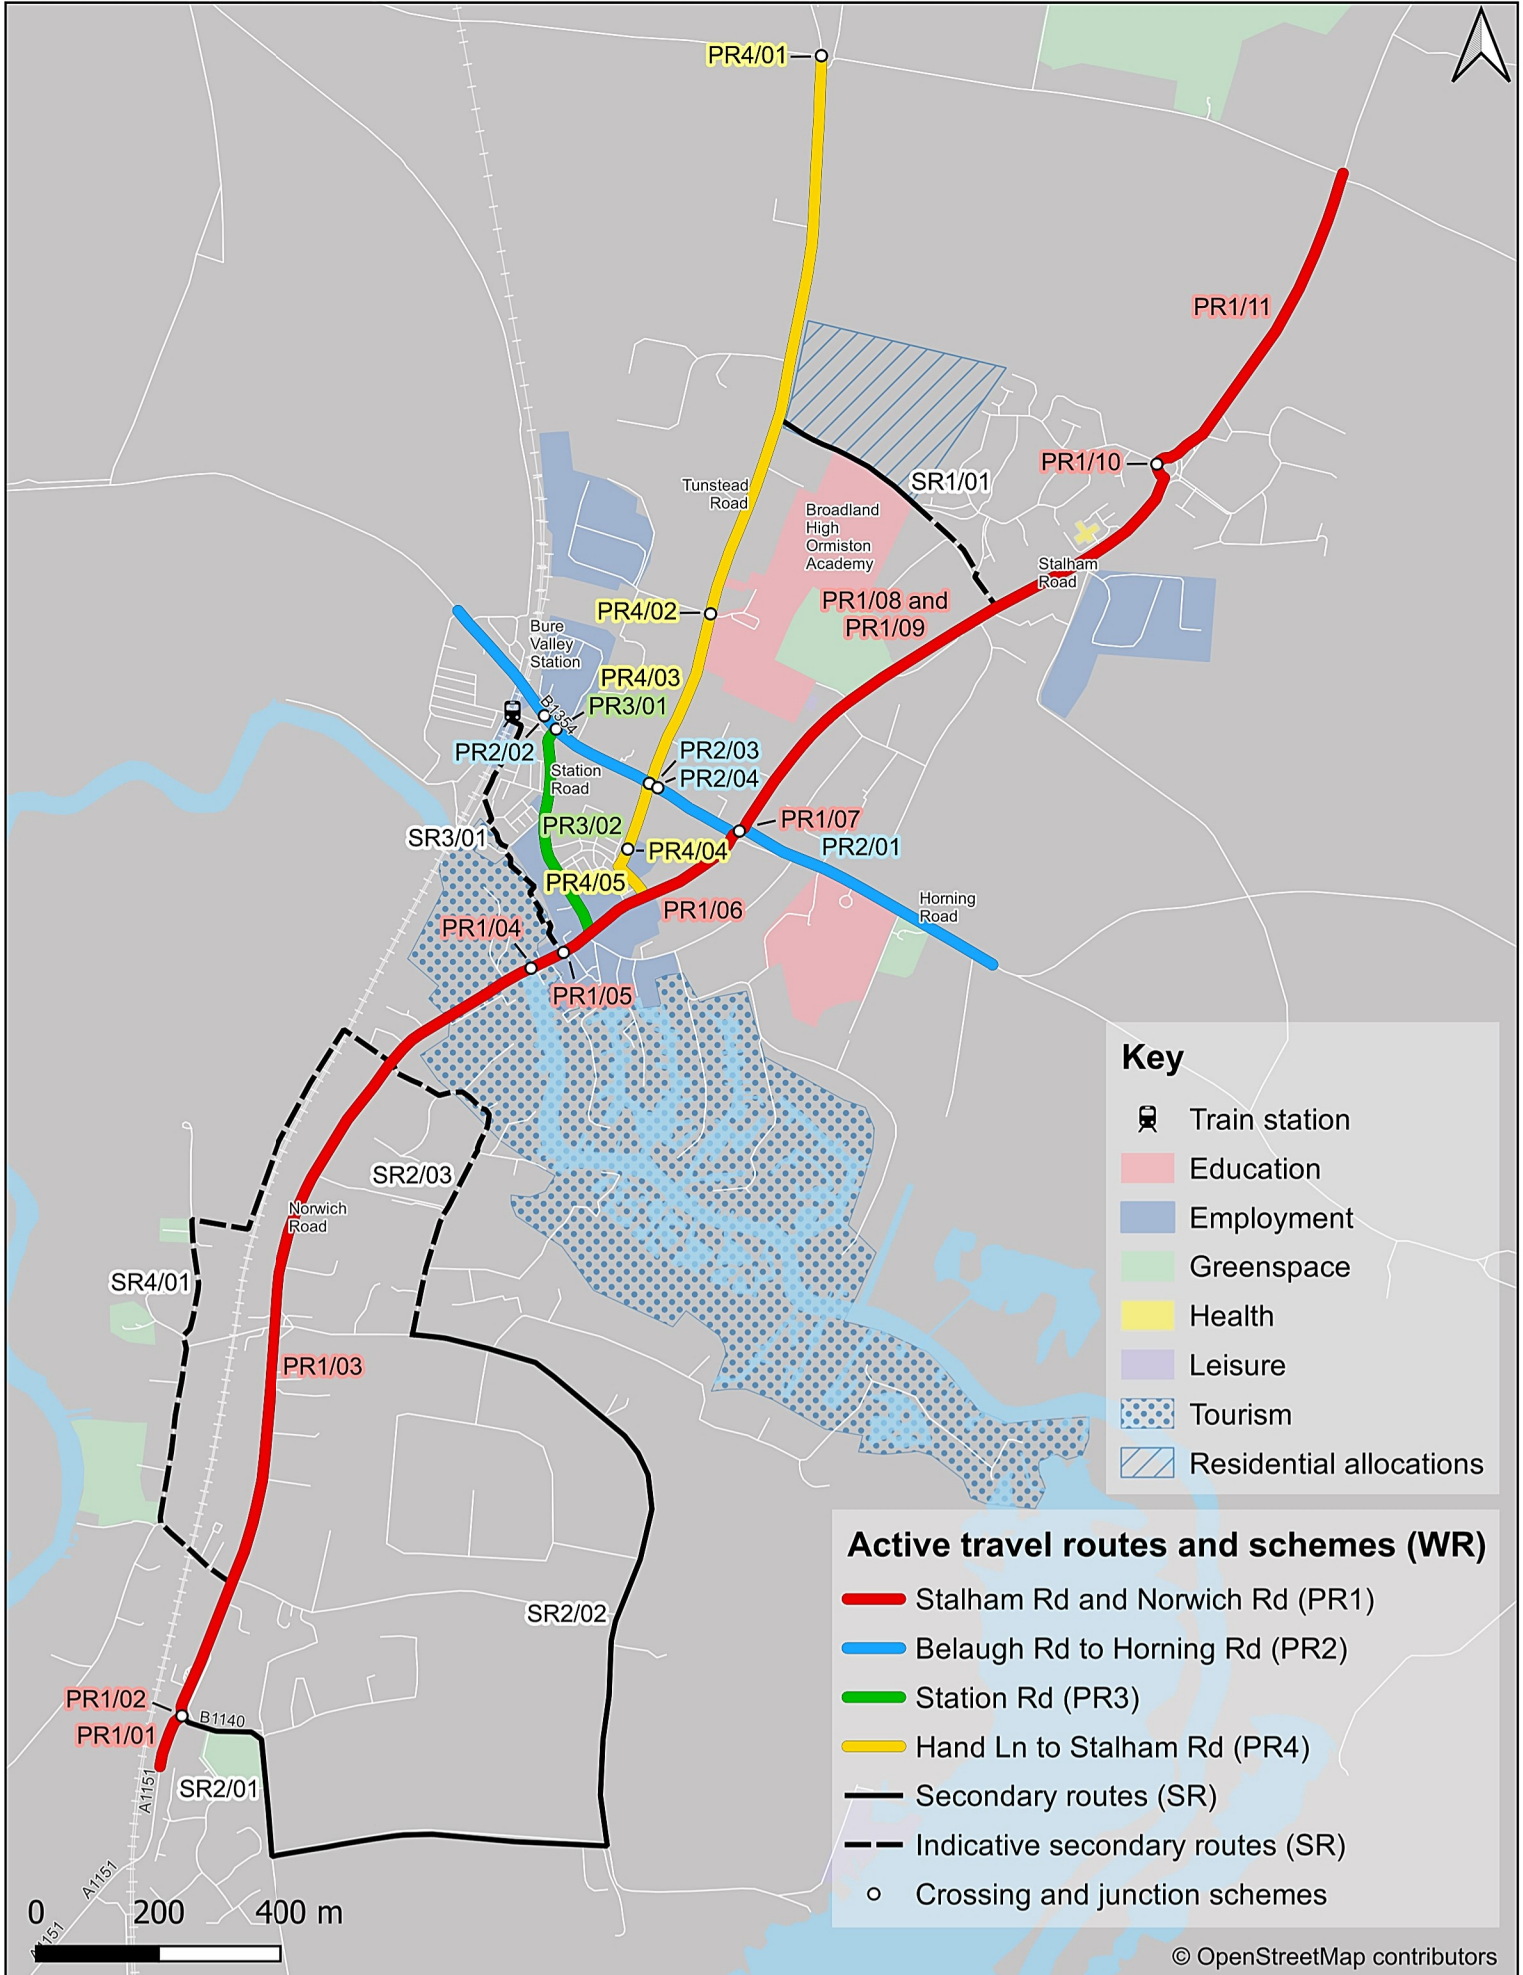 PR4/01
PR1/11
PR1/10
SR1/01
Tunstead
Road
Broadland
High
Ormiston
Academy
Stalham
Road
PR1/08 and
PR1/09
PR4/02
Bure
Valley
Station
PR4/03
PR3/01
B1354
PR2/02
PR2/03
PR2/04
Station
Road
PR1/07
PR3/02
SR3/01
PR4/04
PR2/01
PR4/05
Horning
Road
PR1/06
PR1/04
PR1/05
SR2/03
Norwich
Road
SR4/01
PR1/03
SR2/02
PR1/02
B1140
PR1/01
SR2/01
A1151
A1151
A1151
0 200 400 m
Key
Train station
Education
Employment
Greenspace
Health
Leisure
Tourism
Residential allocations
Active travel routes and schemes (WR)
Stalham Rd and Norwich Rd (PR1)
Belaugh Rd to Horning Rd (PR2)
Station Rd (PR3)
Hand Ln to Stalham Rd (PR4)
Secondary routes (SR)
Indicative secondary routes (SR)
Crossing and junction schemes
© OpenStreetMap contributors